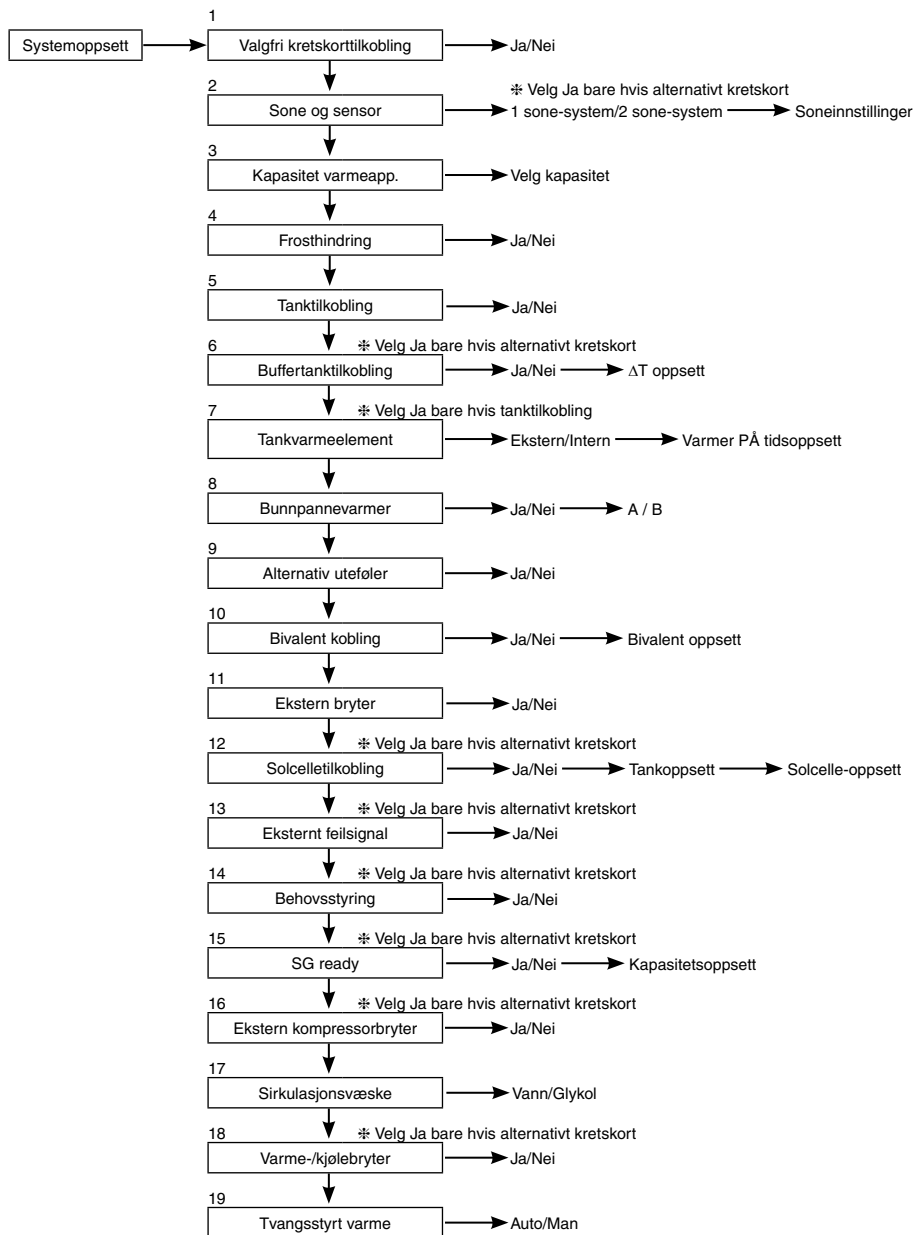 1
Systemoppsett Valgfri kretskorttilkobling Ja/Nei
2 ❈ Velg Ja bare hvis alternativt kretskort
Sone og sensor 1 sone-system/2 sone-system Soneinnstillinger
3
Kapasitet varmeapp. Velg kapasitet
4
Frosthindring Ja/Nei
5
Tanktilkobling Ja/Nei
6 ❈ Velg Ja bare hvis alternativt kretskort
Buffertanktilkobling Ja/Nei ΔT oppsett
7 ❈ Velg Ja bare hvis tanktilkobling
Tankvarmeelement Ekstern/Intern Varmer PÅ tidsoppsett
8
Bunnpannevarmer Ja/Nei A / B
9
Alternativ uteføler Ja/Nei
10
Bivalent kobling Ja/Nei Bivalent oppsett
11
Ekstern bryter Ja/Nei
12 ❈ Velg Ja bare hvis alternativt kretskort
Solcelletilkobling Ja/Nei Tankoppsett Solcelle-oppsett
13 ❈ Velg Ja bare hvis alternativt kretskort
Eksternt feilsignal Ja/Nei
14 ❈ Velg Ja bare hvis alternativt kretskort
Behovsstyring Ja/Nei
15 ❈ Velg Ja bare hvis alternativt kretskort
SG ready Ja/Nei Kapasitetsoppsett
16 ❈ Velg Ja bare hvis alternativt kretskort
Ekstern kompressorbryter Ja/Nei
17
Sirkulasjonsvæske Vann/Glykol
18 ❈ Velg Ja bare hvis alternativt kretskort
Varme-/kjølebryter Ja/Nei
19
Tvangsstyrt varme Auto/Man